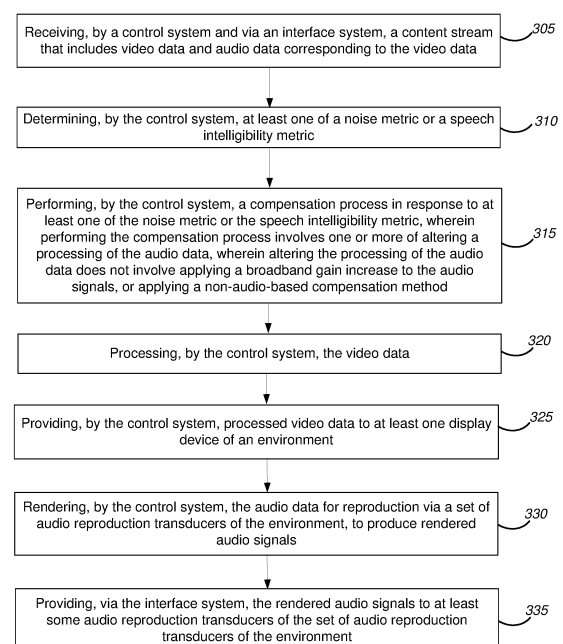 Receiving, by a control system and via an interface system, a content stream
that includes video data and audio data corresponding to the video data
305
Determining, by the control system, at least one of a noise metric or a speech
intelligibility metric
310
Performing, by the control system, a compensation process in response to at
least one of the noise metric or the speech intelligibility metric, wherein
performing the compensation process involves one or more of altering a
processing of the audio data, wherein altering the processing of the audio
data does not involve applying a broadband gain increase to the audio
signals, or applying a non-audio-based compensation method
315
Processing, by the control system, the video data
320
Providing, by the control system, processed video data to at least one display
device of an environment
325
Rendering, by the control system, the audio data for reproduction via a set of
audio reproduction transducers of the environment, to produce rendered
audio signals
330
Providing, via the interface system, the rendered audio signals to at least
some audio reproduction transducers of the set of audio reproduction
transducers of the environment
335